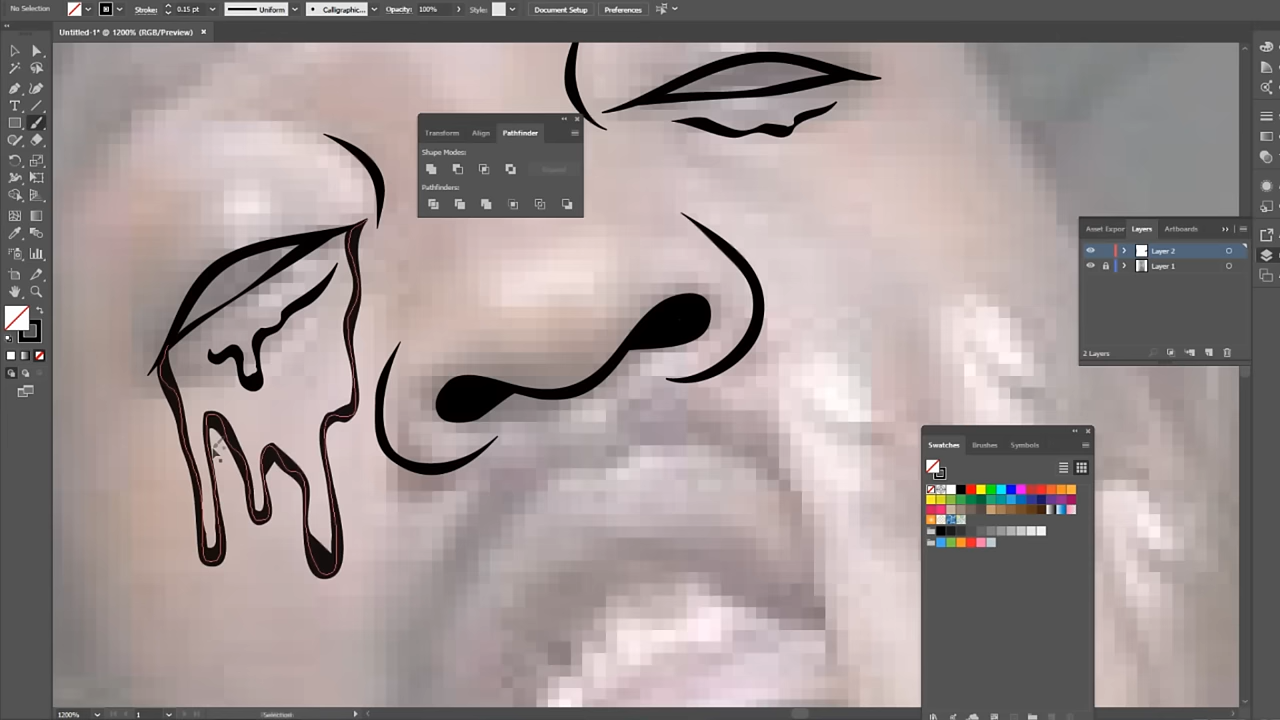 No Selection Stroke: 0.15 pt Uniform Calligraphic... Opacity: 100% Style: Document Setup Preferences
Untitled-1* @ 1200% (RGB/Preview) ×
Transform Align Pathfinder
Shape Modes:
Expand
Pathfinders:
Asset Expor Layers Artboards
Layer 2
Layer 1
2 Layers
Swatches Brushes Symbols
1200% 1 Selection